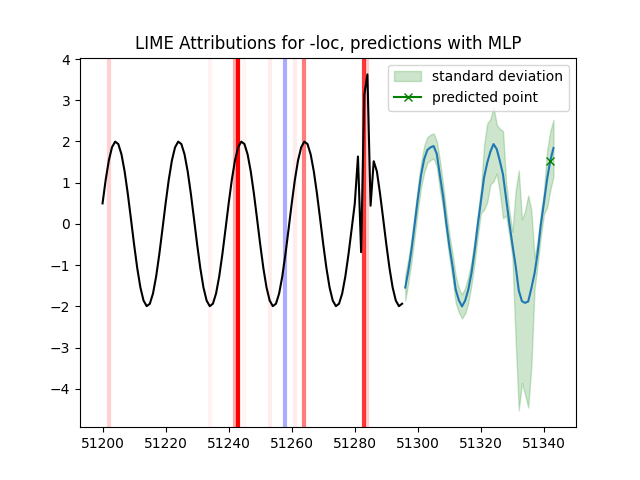 LIME Attributions for -loc, predictions with MLP
standard deviation
predicted point
4
3
2
1
0
−1
−2
−3
−4
51200 51220 51240 51260 51280 51300 51320 51340